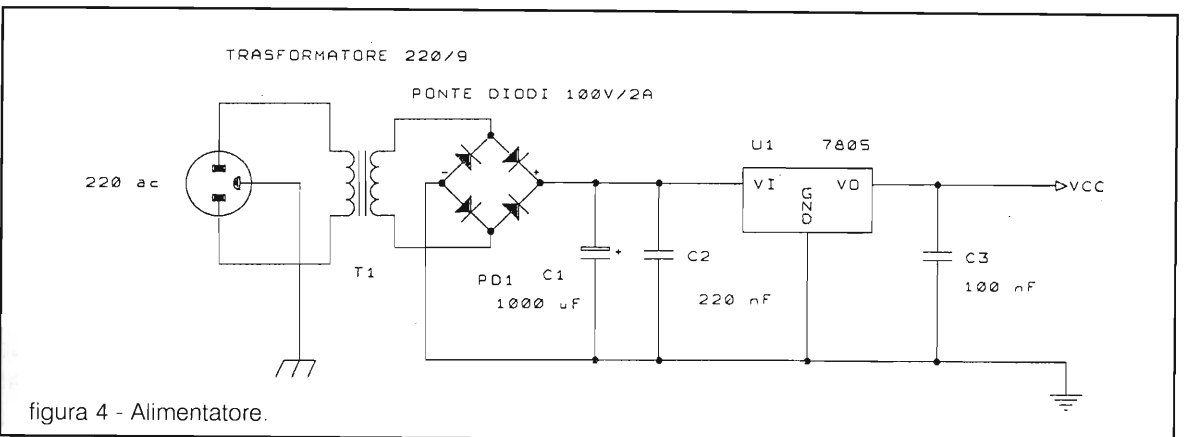 TRASFORMATORE 220/9
PONTE DIODI 100V/2A
220 ac
T1
- +
PD1
C1
1000 uF
+
C2
220 nF
U1 7805
VI GND VO
VCC
C3
100 nF
figura 4 - Alimentatore.